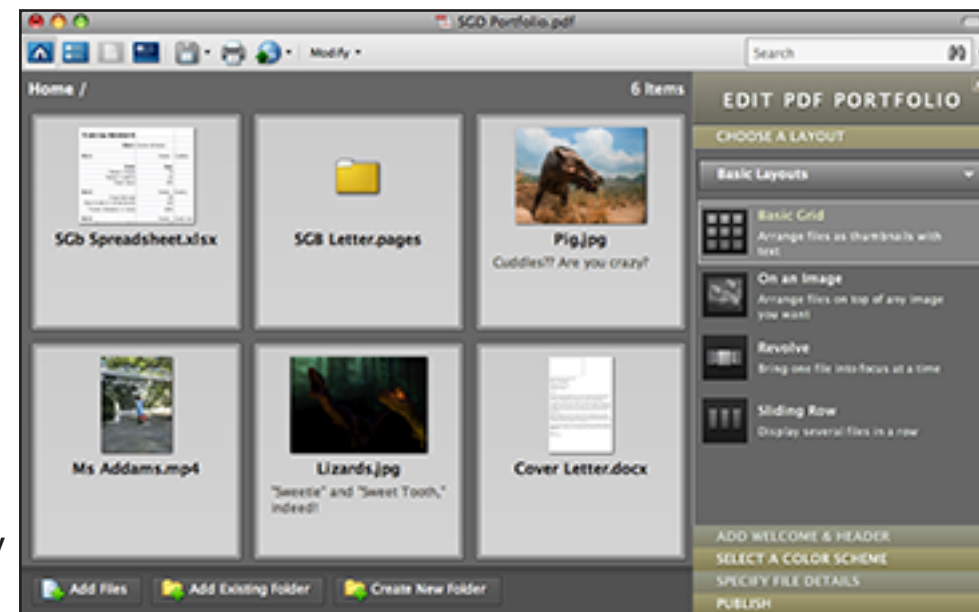 SGD Portfolio.pdf
Modify
Search
Home /
6 Items
SGb Spreadsheet.xlsx
SGB Letter.pages
Pig.jpg
Cuddles?? Are you crazy?
Ms Addams.mp4
Lizards.jpg
"Sweetie" and "Sweet Tooth,"
indeed!
Cover Letter.docx
Add Files
Add Existing Folder
Create New Folder
EDIT PDF PORTFOLIO
CHOOSE A LAYOUT
Basic Layouts
Basic Grid
Arrange files as thumbnails with
text
On an Image
Arrange files on top of any image
you want
Revolve
Bring one file into focus at a time
Sliding Row
Display several files in a row
ADD WELCOME & HEADER
SELECT A COLOR SCHEME
SPECIFY FILE DETAILS
PUBLISH